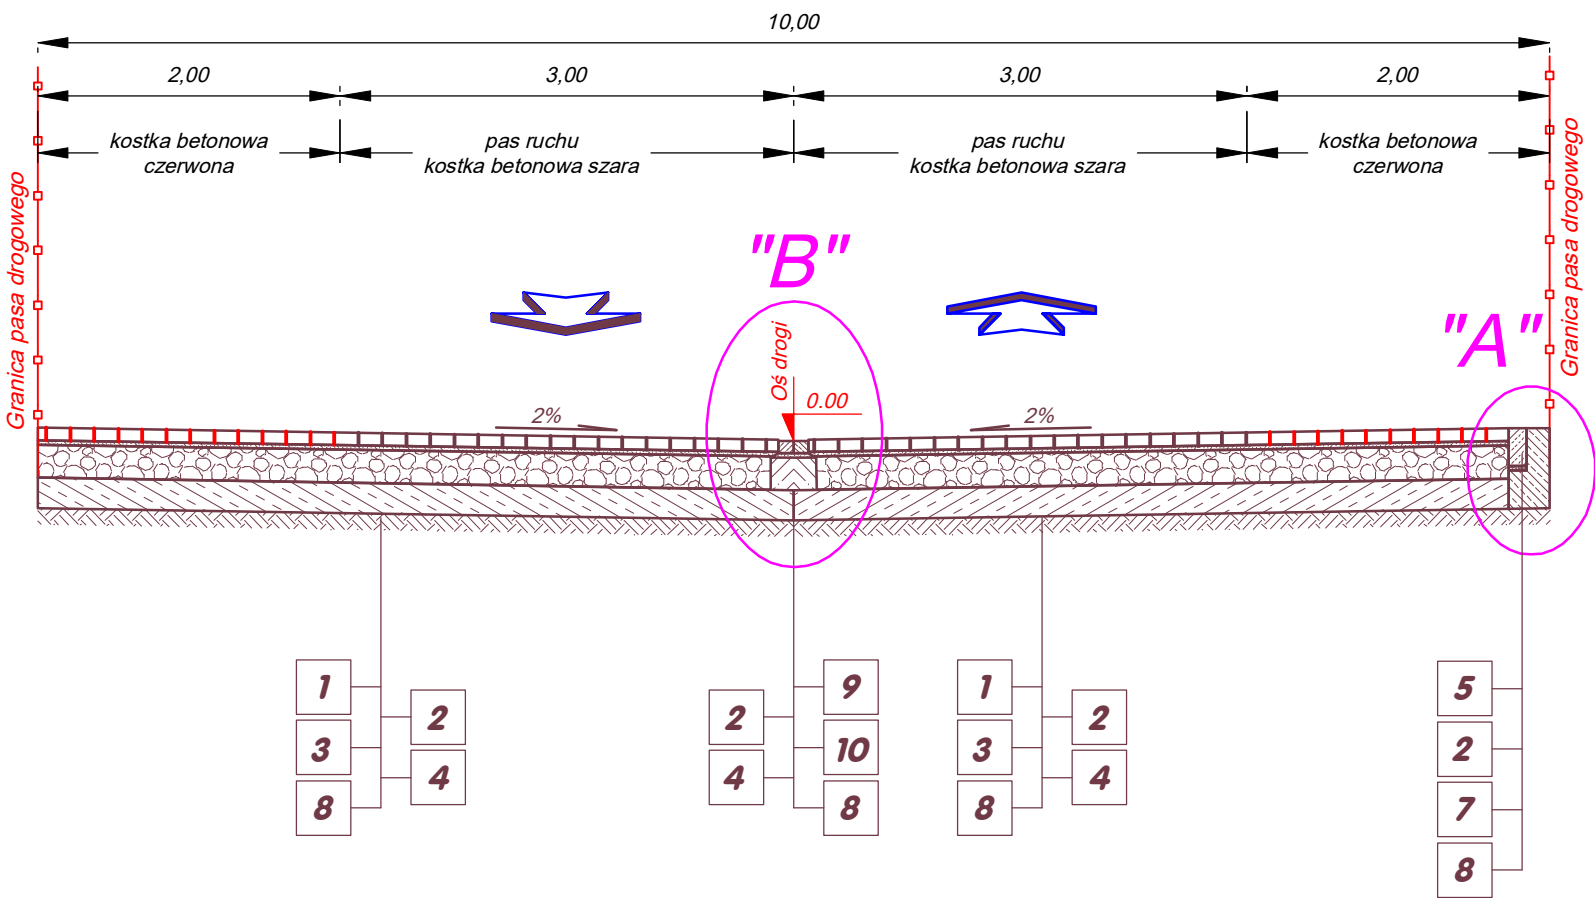 10,00
2,00
3,00
3,00
2,00
kostka betonowa
czerwona
pas ruchu
kostka betonowa szara
pas ruchu
kostka betonowa szara
kostka betonowa
czerwona
Granica pasa drogowego
Granica pasa drogowego
"B"
"A"
Oś drogi
0.00
2%
2%
1
2
3
4
8
9
2
10
4
8
1
2
3
4
8
5
2
7
8